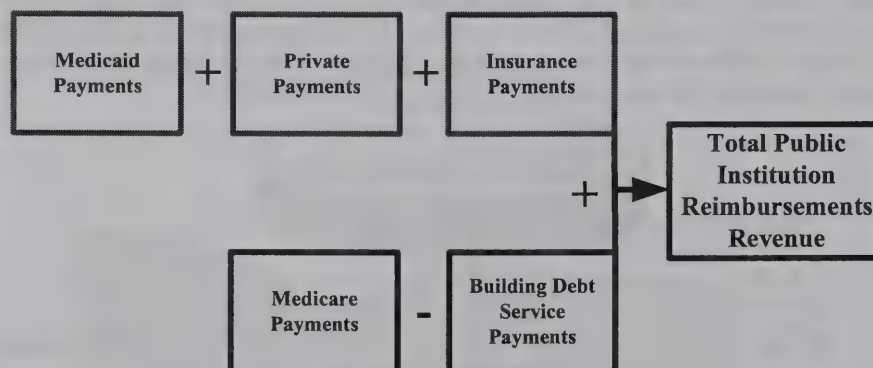 Medicaid
Payments
+
Private
Payments
+
Insurance
Payments
+
Total Public
Institution
Reimbursements
Revenue
Medicare
Payments
-
Building Debt
Service
Payments